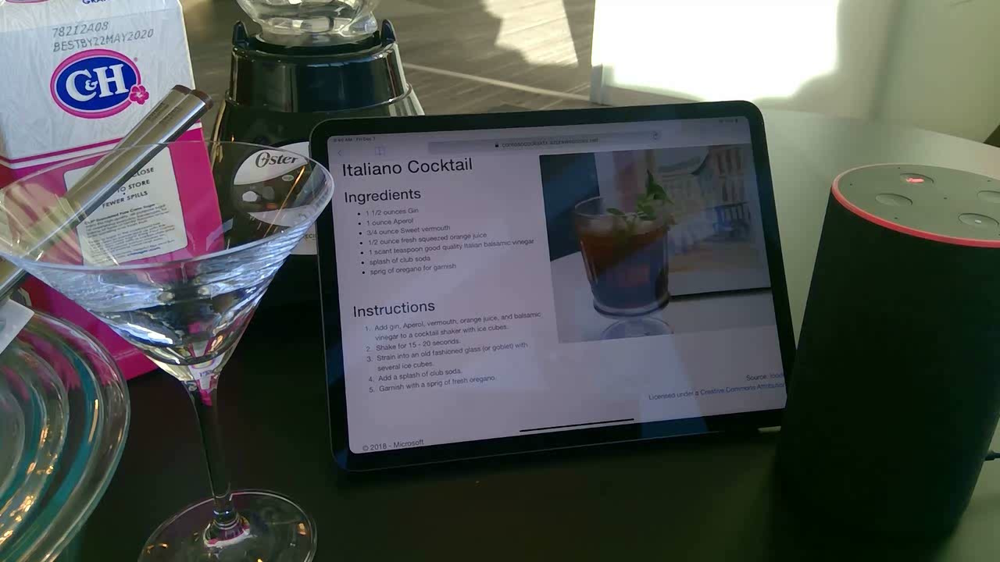 GRAN
78212A08
BESTBY22MAY2020
C&H
CLOSE
TO STORE
FEWER SPILLS
Oster
Italiano Cocktail
Ingredients
1 1/2 ounces Gin
1 ounce Aperol
3/4 ounce Sweet vermouth
1/2 ounce fresh squeezed orange juice
1 scant teaspoon good quality Italian balsamic vinegar
splash of club soda
sprig of oregano for garnish
Instructions
1. Add gin, Aperol, vermouth, orange juice, and balsamic
vinegar to a cocktail shaker with ice cubes.
2. Shake for 15 - 20 seconds.
3. Strain into an old fashioned glass (or goblet) with
several ice cubes.
4. Add a splash of club soda.
5. Garnish with a sprig of fresh oregano.
Source:
Licensed under a Creative Commons Attribution
© 2018 - Microsoft